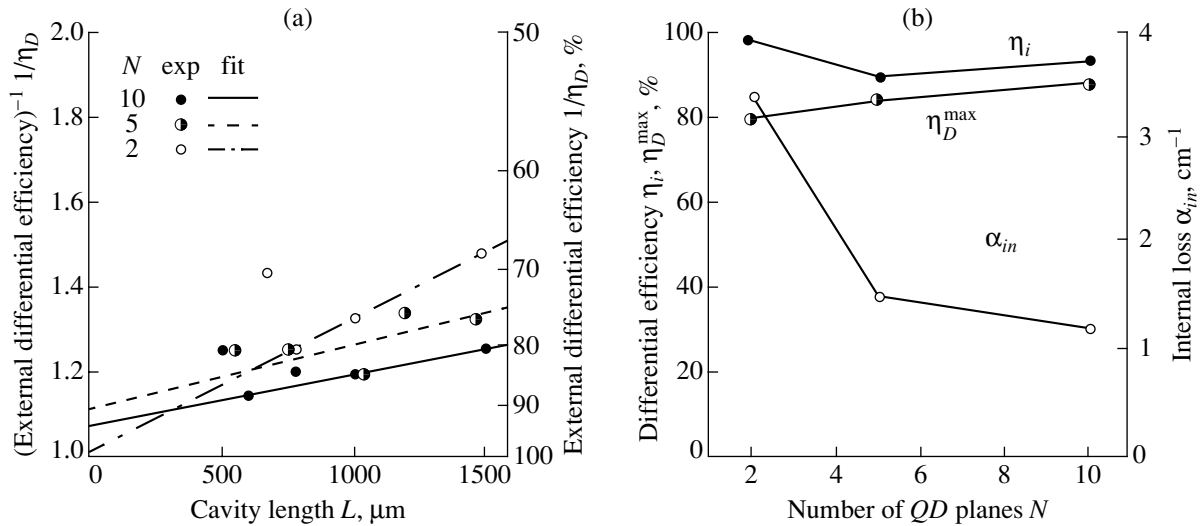 (a)
(External differential efficiency)⁻¹ 1/η_D
2.0
1.8
1.6
1.4
1.2
1.0
N exp fit
10
5
2
50
60
70
80
90
100
External differential efficiency 1/η_D, %
0 500 1000 1500
Cavity length L, μm
(b)
Differential efficiency η_i, η_D^max, %
100
80
60
40
20
0
η_i
η_D^max
α_in
4
3
2
1
0
Internal loss α_in, cm⁻¹
2 4 6 8 10
Number of QD planes N